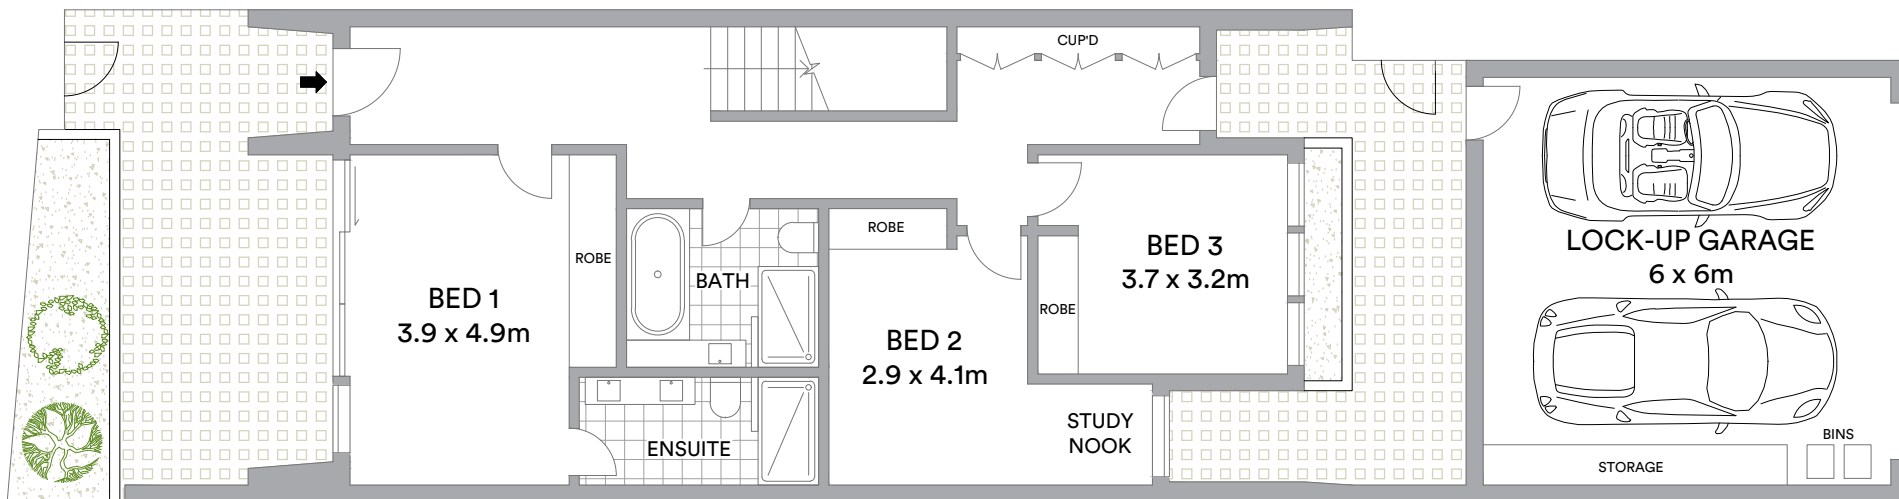 CUP'D
ROBE
BED 1
3.9 x 4.9m
BATH
ENSUITE
ROBE
BED 2
2.9 x 4.1m
STUDY
NOOK
BED 3
3.7 x 3.2m
ROBE
LOCK-UP GARAGE
6 x 6m
STORAGE
BINS